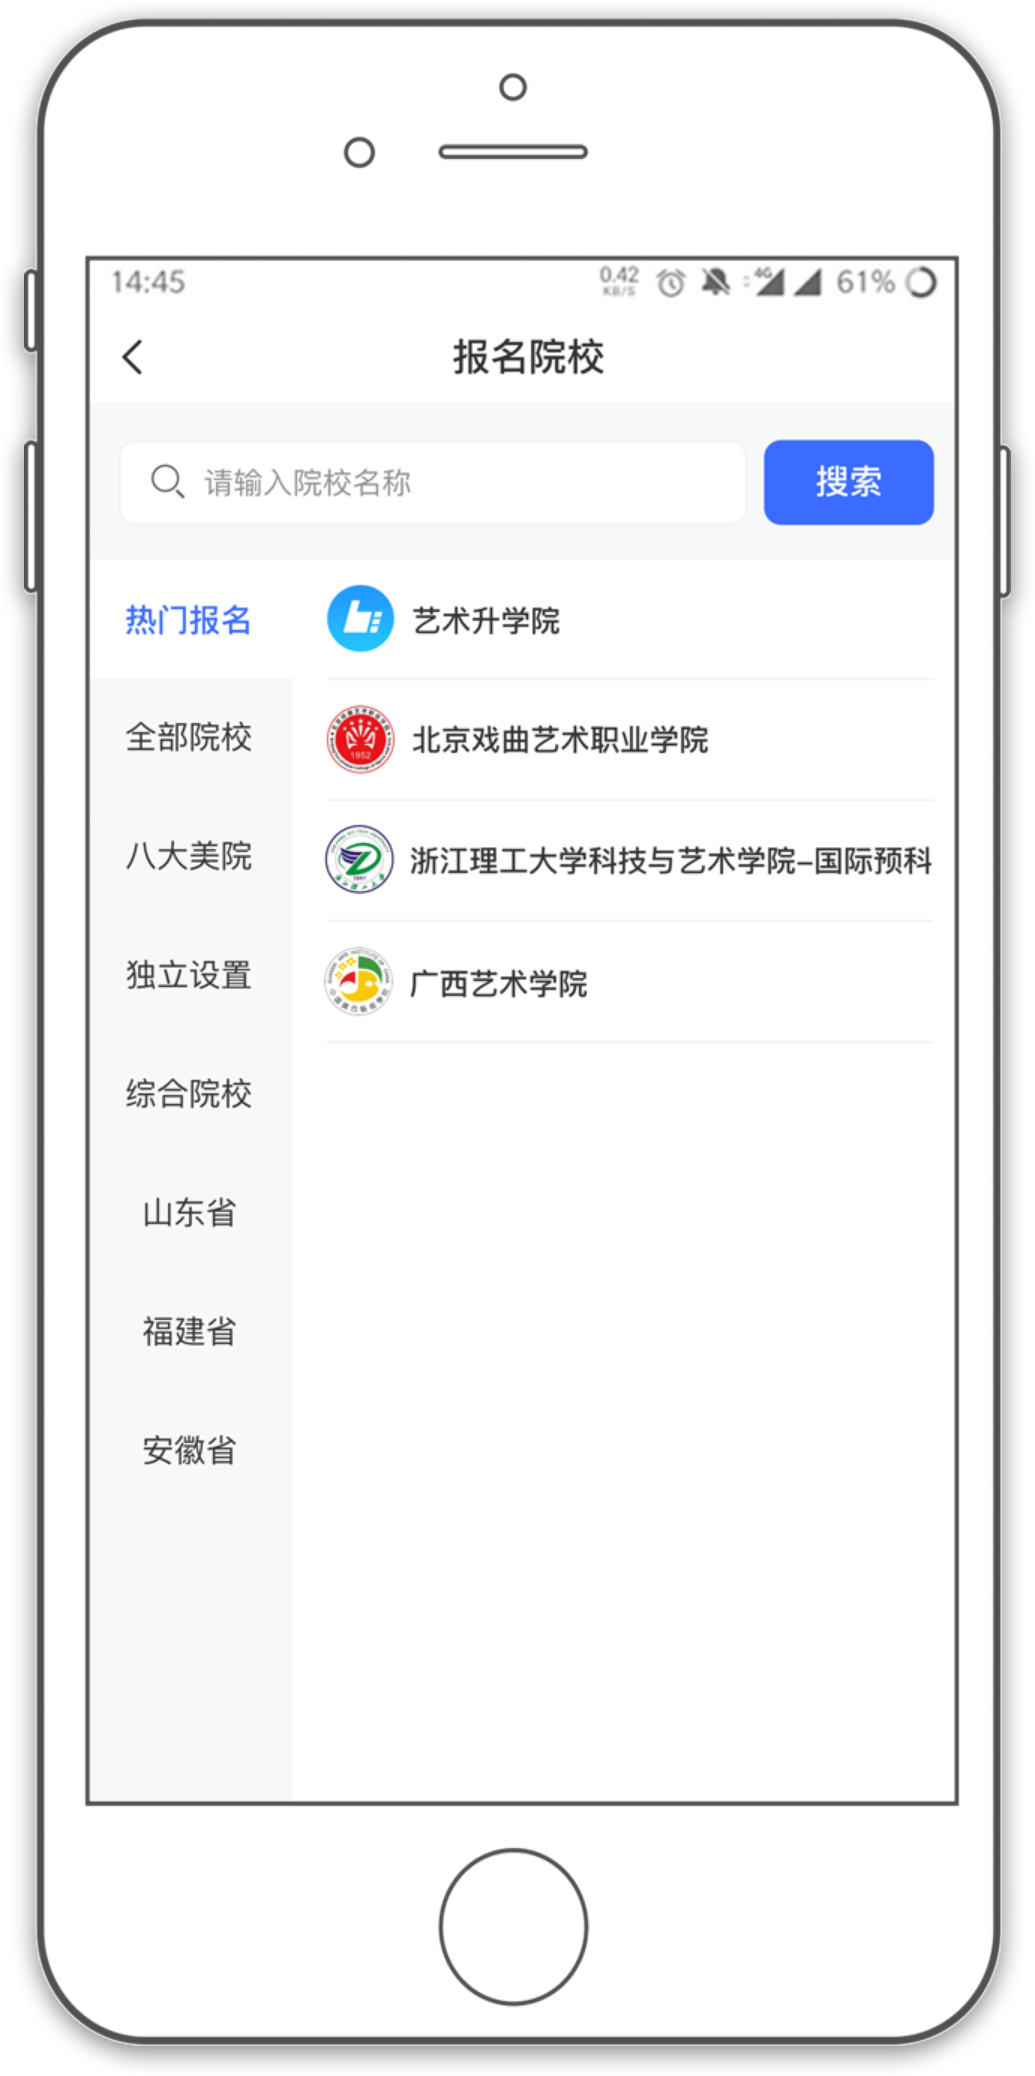 14:45
0.42
KB/S
4G
61%
报名院校
请输入院校名称
搜索
热门报名
艺术升学院
全部院校
1952
北京戏曲艺术职业学院
八大美院
浙江理工大学科技与艺术学院–国际预科
独立设置
广西艺术学院
综合院校
山东省
福建省
安徽省